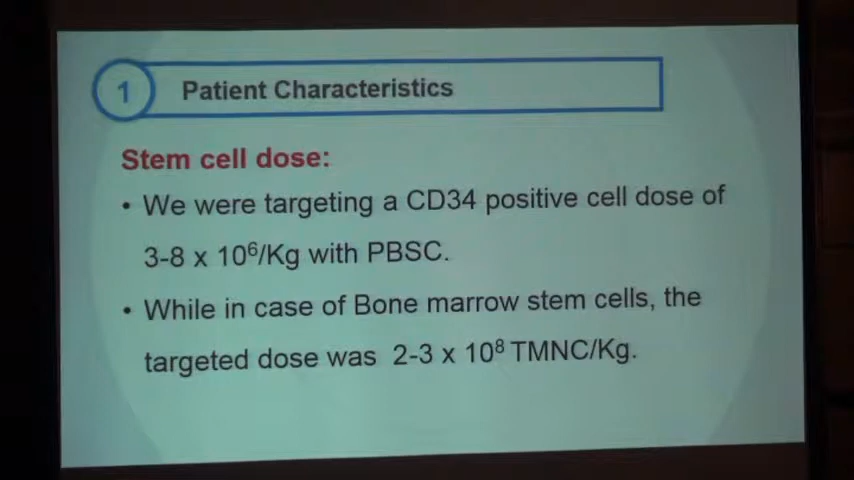 1 Patient Characteristics
Stem cell dose:
• We were targeting a CD34 positive cell dose of
3-8 x 10⁶/Kg with PBSC.
• While in case of Bone marrow stem cells, the
targeted dose was 2-3 x 10⁸ TMNC/Kg.